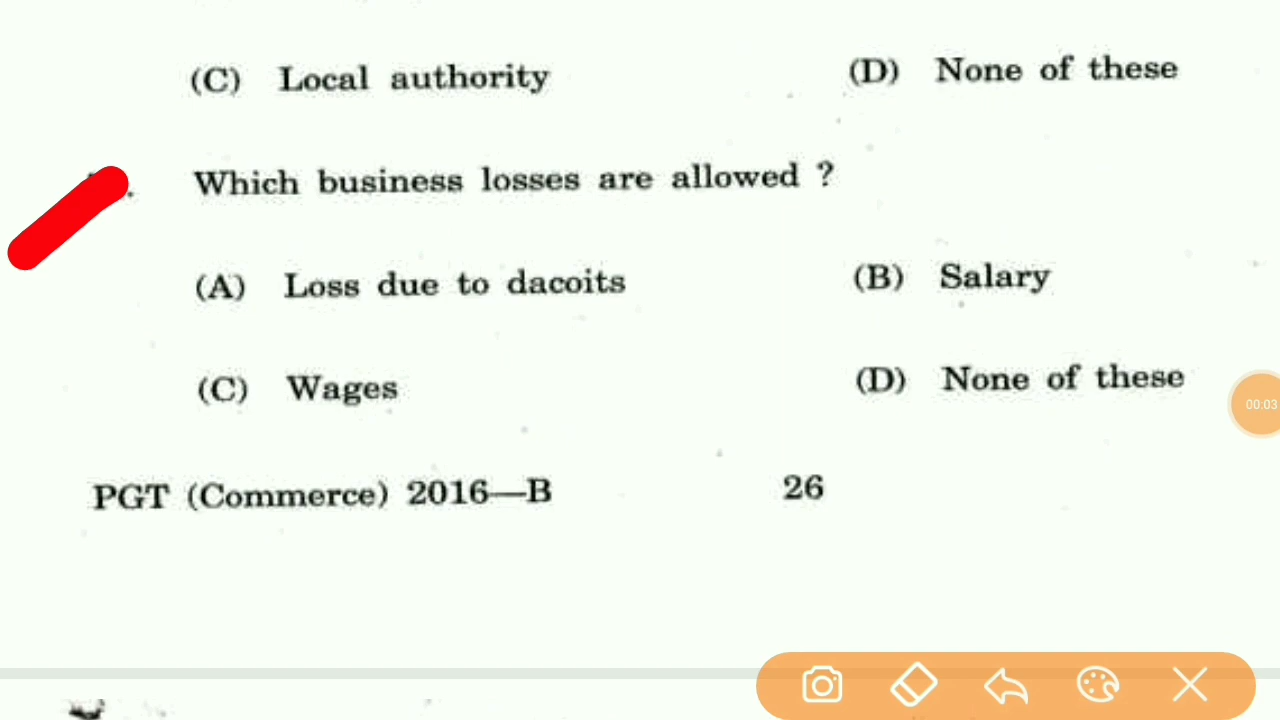 (C) Local authority (D) None of these
Which business losses are allowed ?
(A) Loss due to dacoits (B) Salary
(C) Wages (D) None of these
PGT (Commerce) 2016—B 26
00:03